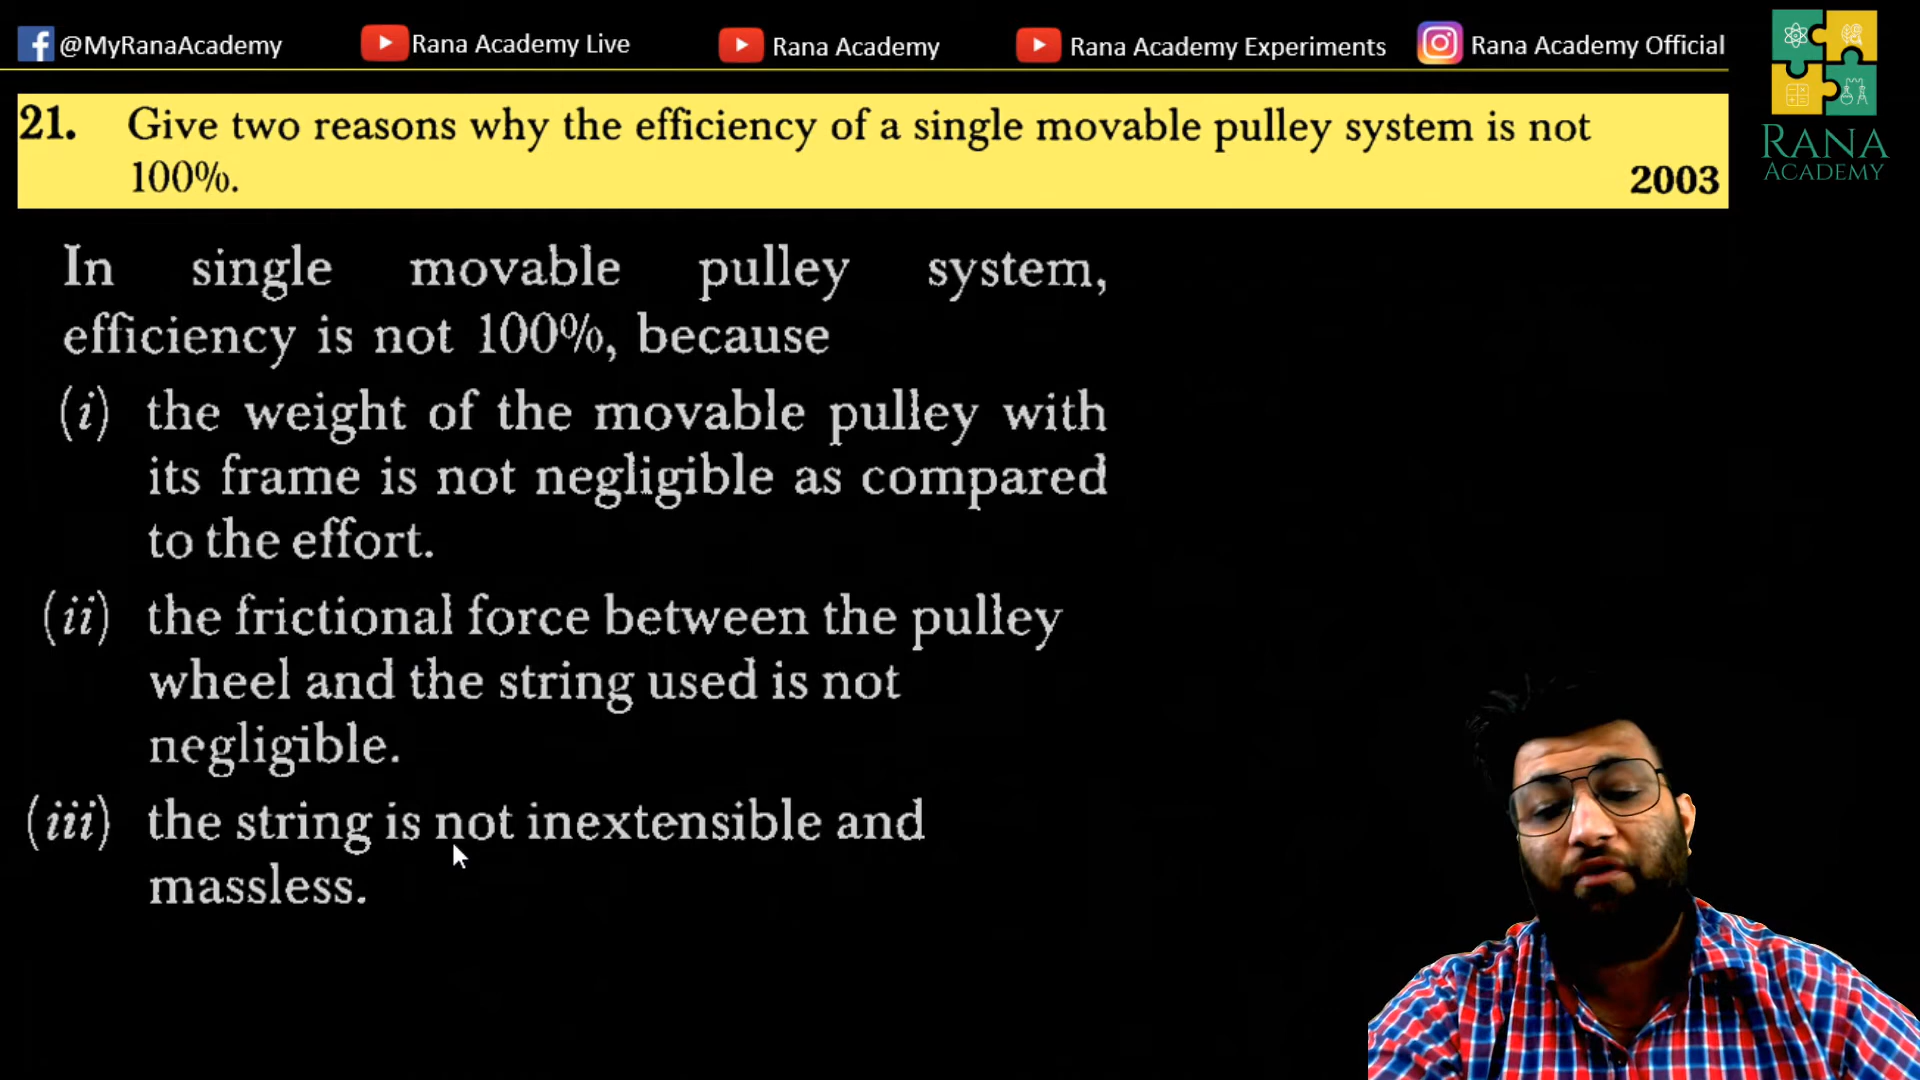 @MyRanaAcademy Rana Academy Live Rana Academy Rana Academy Experiments Rana Academy Official
RANA
ACADEMY
21. Give two reasons why the efficiency of a single movable pulley system is not
100%. 2003
In single movable pulley system,
efficiency is not 100%, because
(i) the weight of the movable pulley with
its frame is not negligible as compared
to the effort.
(ii) the frictional force between the pulley
wheel and the string used is not
negligible.
(iii) the string is not inextensible and
massless.